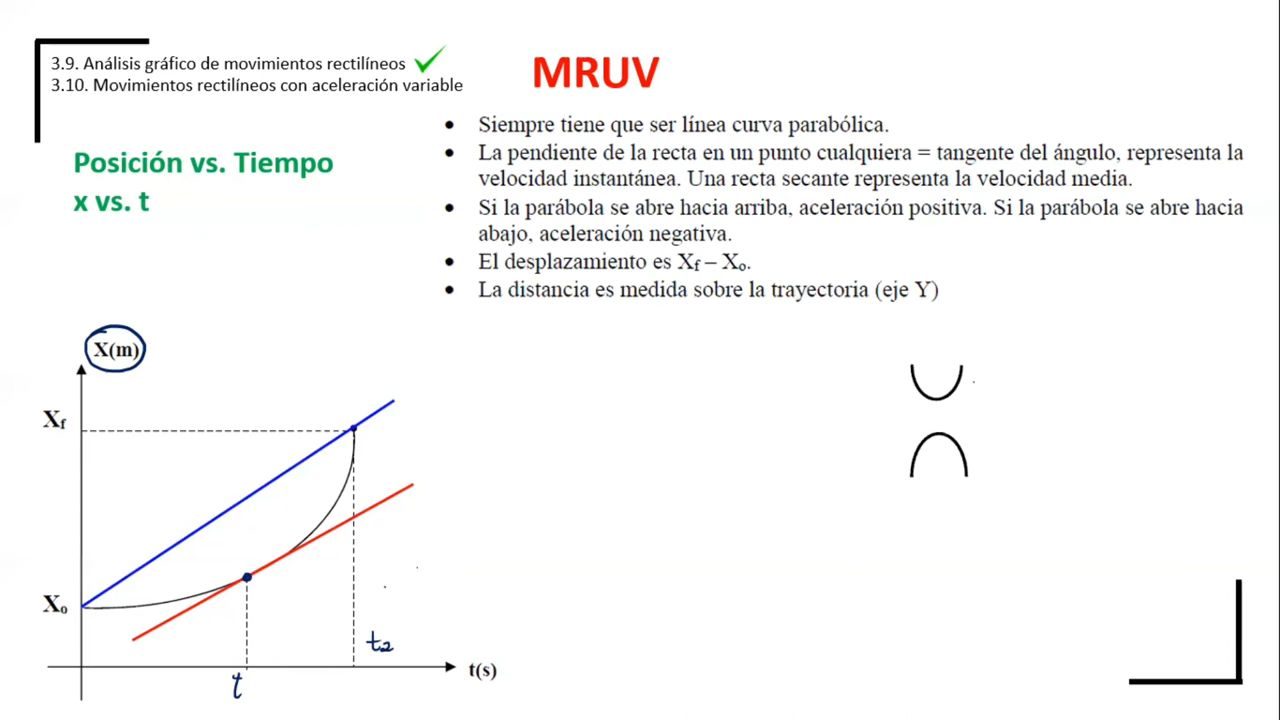 3.9. Análisis gráfico de movimientos rectilíneos
3.10. Movimientos rectilíneos con aceleración variable
MRUV
Posición vs. Tiempo
x vs. t
• Siempre tiene que ser línea curva parabólica.
• La pendiente de la recta en un punto cualquiera = tangente del ángulo, representa la
velocidad instantánea. Una recta secante representa la velocidad media.
• Si la parábola se abre hacia arriba, aceleración positiva. Si la parábola se abre hacia
abajo, aceleración negativa.
• El desplazamiento es Xf – Xo.
• La distancia es medida sobre la trayectoria (eje Y)
X(m)
Xf
Xo
t2
t
t(s)